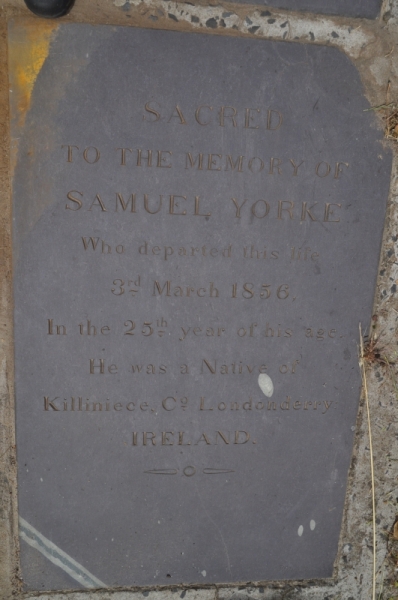 SACRED
TO THE MEMORY OF
SAMUEL YORKE
Who departed this life
3rd March 1856.
In the 25th year of his age.
He was a Native of
Killiniece, Co Londonderry
IRELAND.